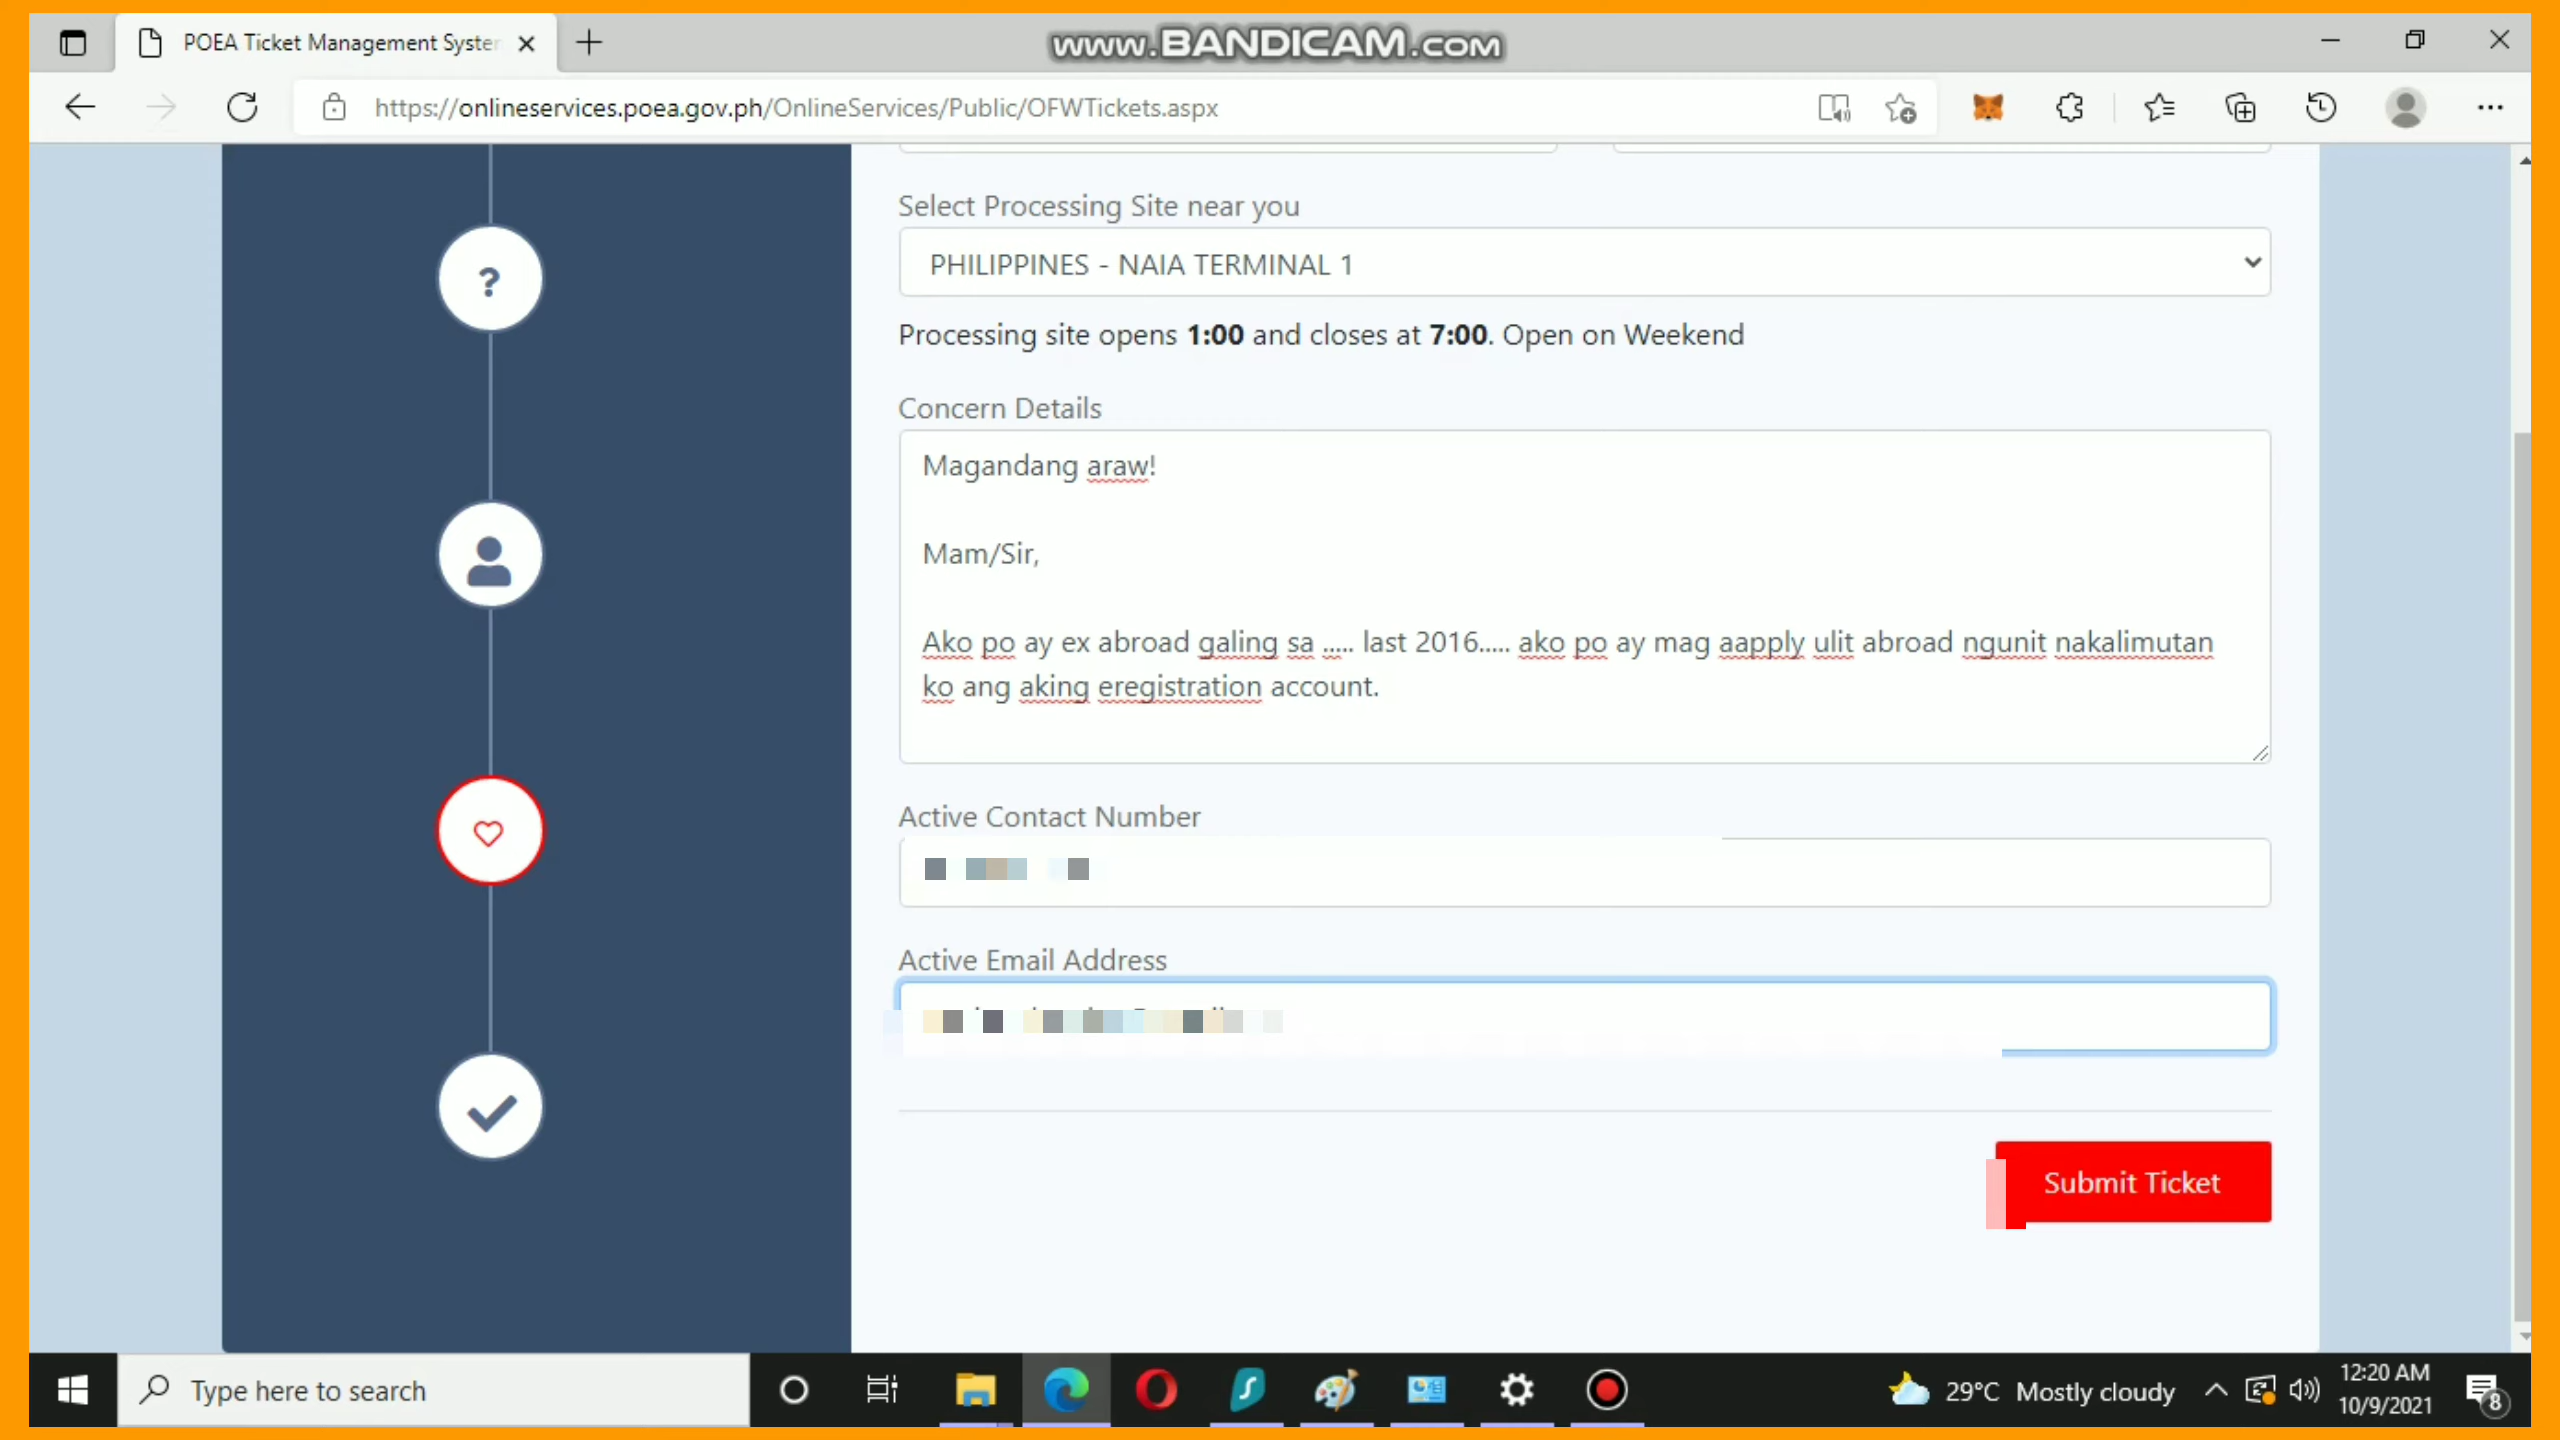 POEA Ticket Management System
www.BANDICAM.com
https://onlineservices.poea.gov.ph/OnlineServices/Public/OFWTickets.aspx
Select Processing Site near you
PHILIPPINES - NAIA TERMINAL 1
Processing site opens 1:00 and closes at 7:00. Open on Weekend
Concern Details
Magandang araw!
Mam/Sir,
Ako po ay ex abroad galing sa ..... last 2016..... ako po ay mag aapply ulit abroad ngunit nakalimutan
ko ang aking eregistration account.
Active Contact Number
Active Email Address
Submit Ticket
Type here to search
29°C Mostly cloudy
12:20 AM
10/9/2021
8